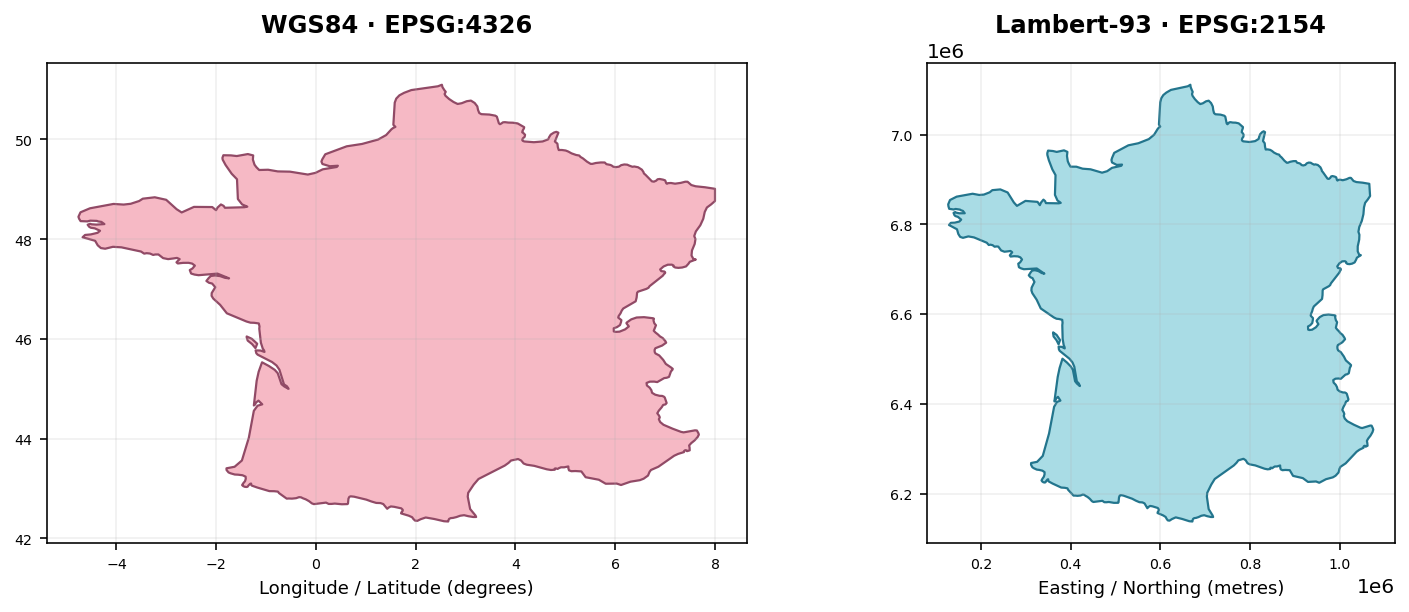 WGS84 · EPSG:4326
50
48
46
44
42
−4 −2 0 2 4 6 8
Longitude / Latitude (degrees)
Lambert-93 · EPSG:2154
1e6
7.0
6.8
6.6
6.4
6.2
0.2 0.4 0.6 0.8 1.0
Easting / Northing (metres) 1e6